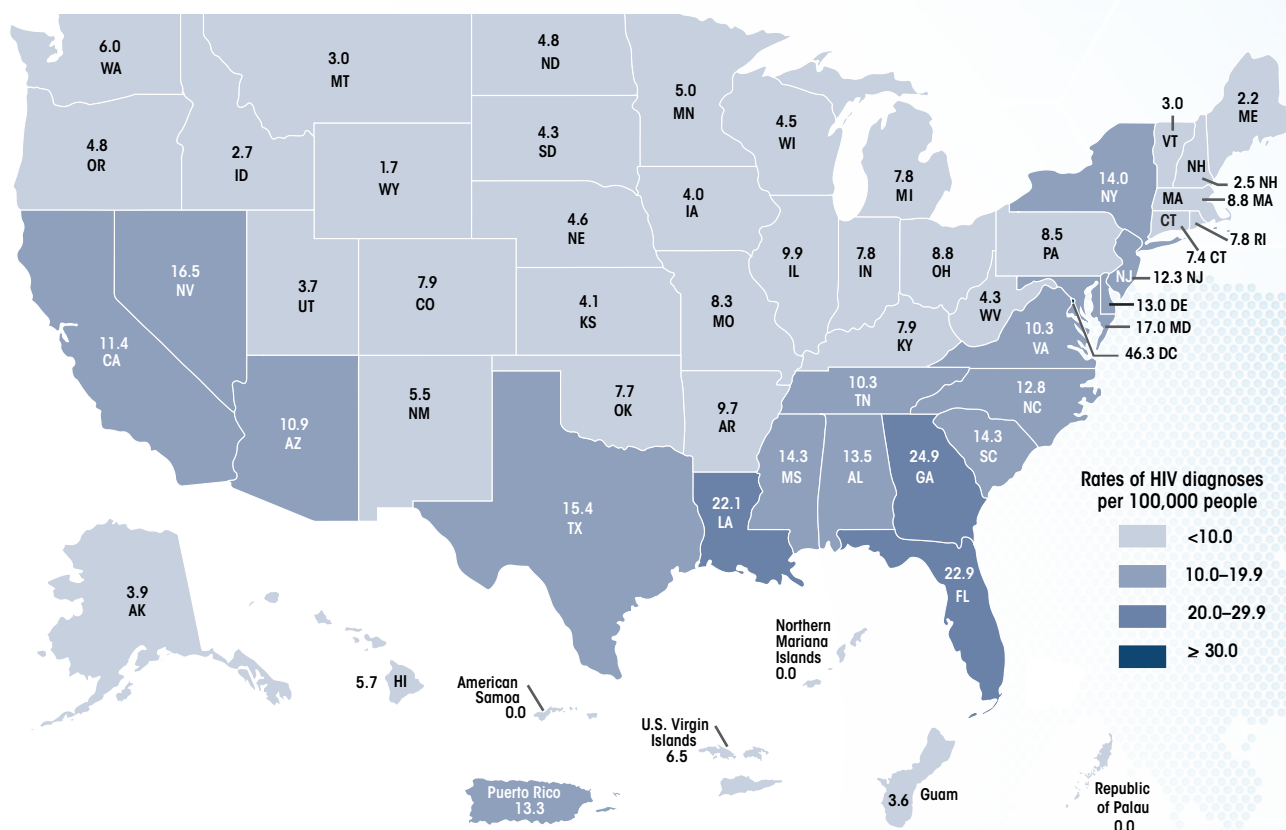 6.0
WA
3.0
MT
4.8
ND
5.0
MN
4.5
WI
7.8
MI
3.0
VT
2.2
ME
4.8
OR
2.7
ID
1.7
WY
4.3
SD
4.0
IA
14.0
NY
NH
2.5 NH
MA
8.8 MA
CT
7.8 RI
7.4 CT
4.6
NE
9.9
IL
7.8
IN
8.8
OH
8.5
PA
NJ
12.3 NJ
16.5
NV
3.7
UT
7.9
CO
4.1
KS
8.3
MO
7.9
KY
4.3
WV
10.3
VA
13.0 DE
17.0 MD
46.3 DC
11.4
CA
10.9
AZ
5.5
NM
7.7
OK
9.7
AR
10.3
TN
12.8
NC
15.4
TX
22.1
LA
14.3
MS
13.5
AL
24.9
GA
14.3
SC
22.9
FL
Rates of HIV diagnoses
per 100,000 people
<10.0
10.0–19.9
20.0–29.9
≥ 30.0
3.9
AK
5.7
HI
American
Samoa
0.0
Northern
Mariana
Islands
0.0
U.S. Virgin
Islands
6.5
Puerto Rico
13.3
3.6
Guam
Republic
of Palau
0.0